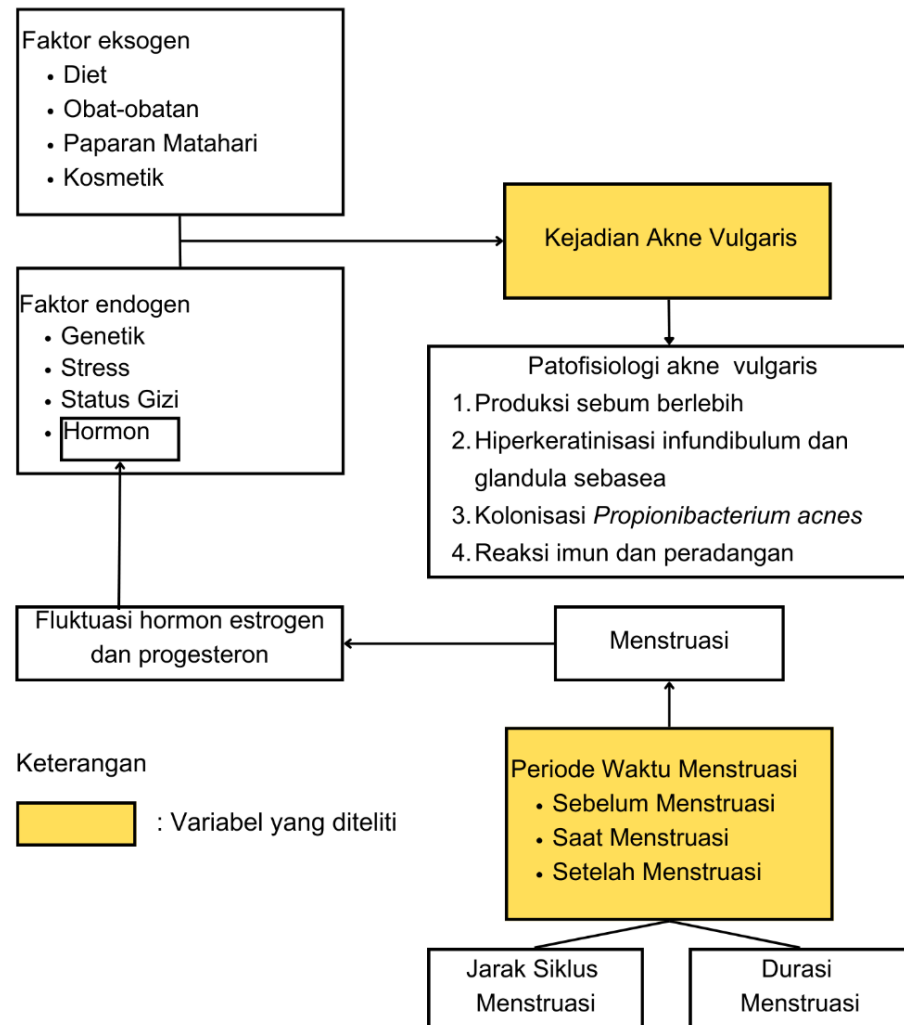 Faktor eksogen
• Diet
• Obat-obatan
• Paparan Matahari
• Kosmetik
Kejadian Akne Vulgaris
Faktor endogen
• Genetik
• Stress
• Status Gizi
• Hormon
Patofisiologi akne vulgaris
1. Produksi sebum berlebih
2. Hiperkeratinisasi infundibulum dan
glandula sebasea
3. Kolonisasi Propionibacterium acnes
4. Reaksi imun dan peradangan
Fluktuasi hormon estrogen
dan progesteron
Menstruasi
Periode Waktu Menstruasi
• Sebelum Menstruasi
• Saat Menstruasi
• Setelah Menstruasi
Keterangan
: Variabel yang diteliti
Jarak Siklus
Menstruasi
Durasi
Menstruasi